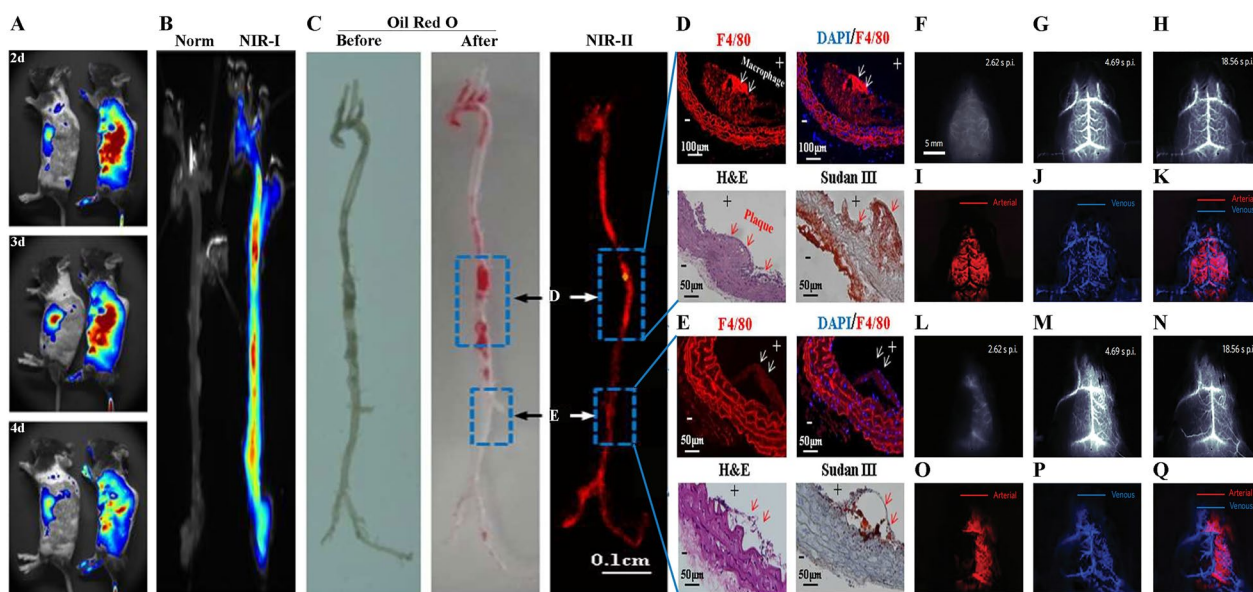 A
2d
3d
4d
B
Norm
NIR-I
C
Oil Red O
Before
After
NIR-II
D
E
0.1cm
D
F4/80
Macrophage
+
-
100μm
DAPI/F4/80
+
-
100μm
H&E
+
Plaque
-
50μm
Sudan III
+
-
50μm
E
F4/80
+
-
50μm
DAPI/F4/80
+
-
50μm
H&E
+
-
50μm
Sudan III
+
-
50μm
F
2.62 s p.i.
5 mm
G
4.69 s p.i.
H
18.56 s p.i.
I
Arterial
J
Venous
K
Arterial
Venous
L
2.62 s p.i.
M
4.69 s p.i.
N
18.56 s p.i.
O
Arterial
P
Venous
Q
Arterial
Venous